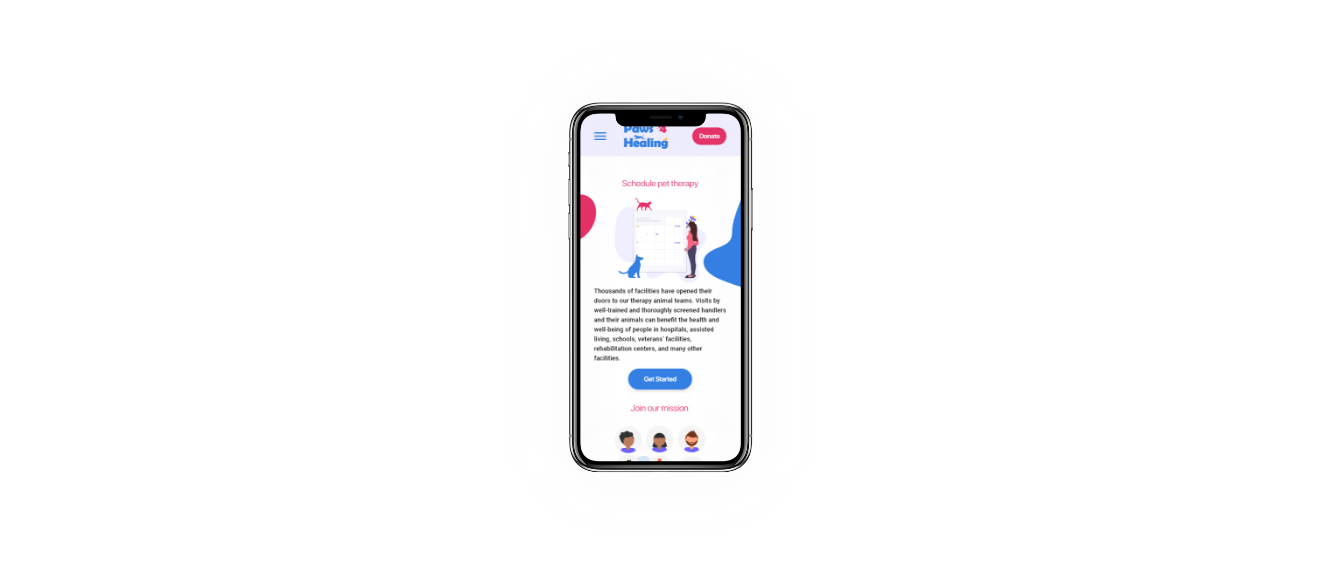 Paws 4
Healing
Donate
Schedule pet therapy
Thousands of facilities have opened their
doors to our therapy animal teams. Visits by
well-trained and thoroughly screened handlers
and their animals can benefit the health and
well-being of people in hospitals, assisted
living, schools, veterans' facilities,
rehabilitation centers, and many other
facilities.
Get Started
Join our mission